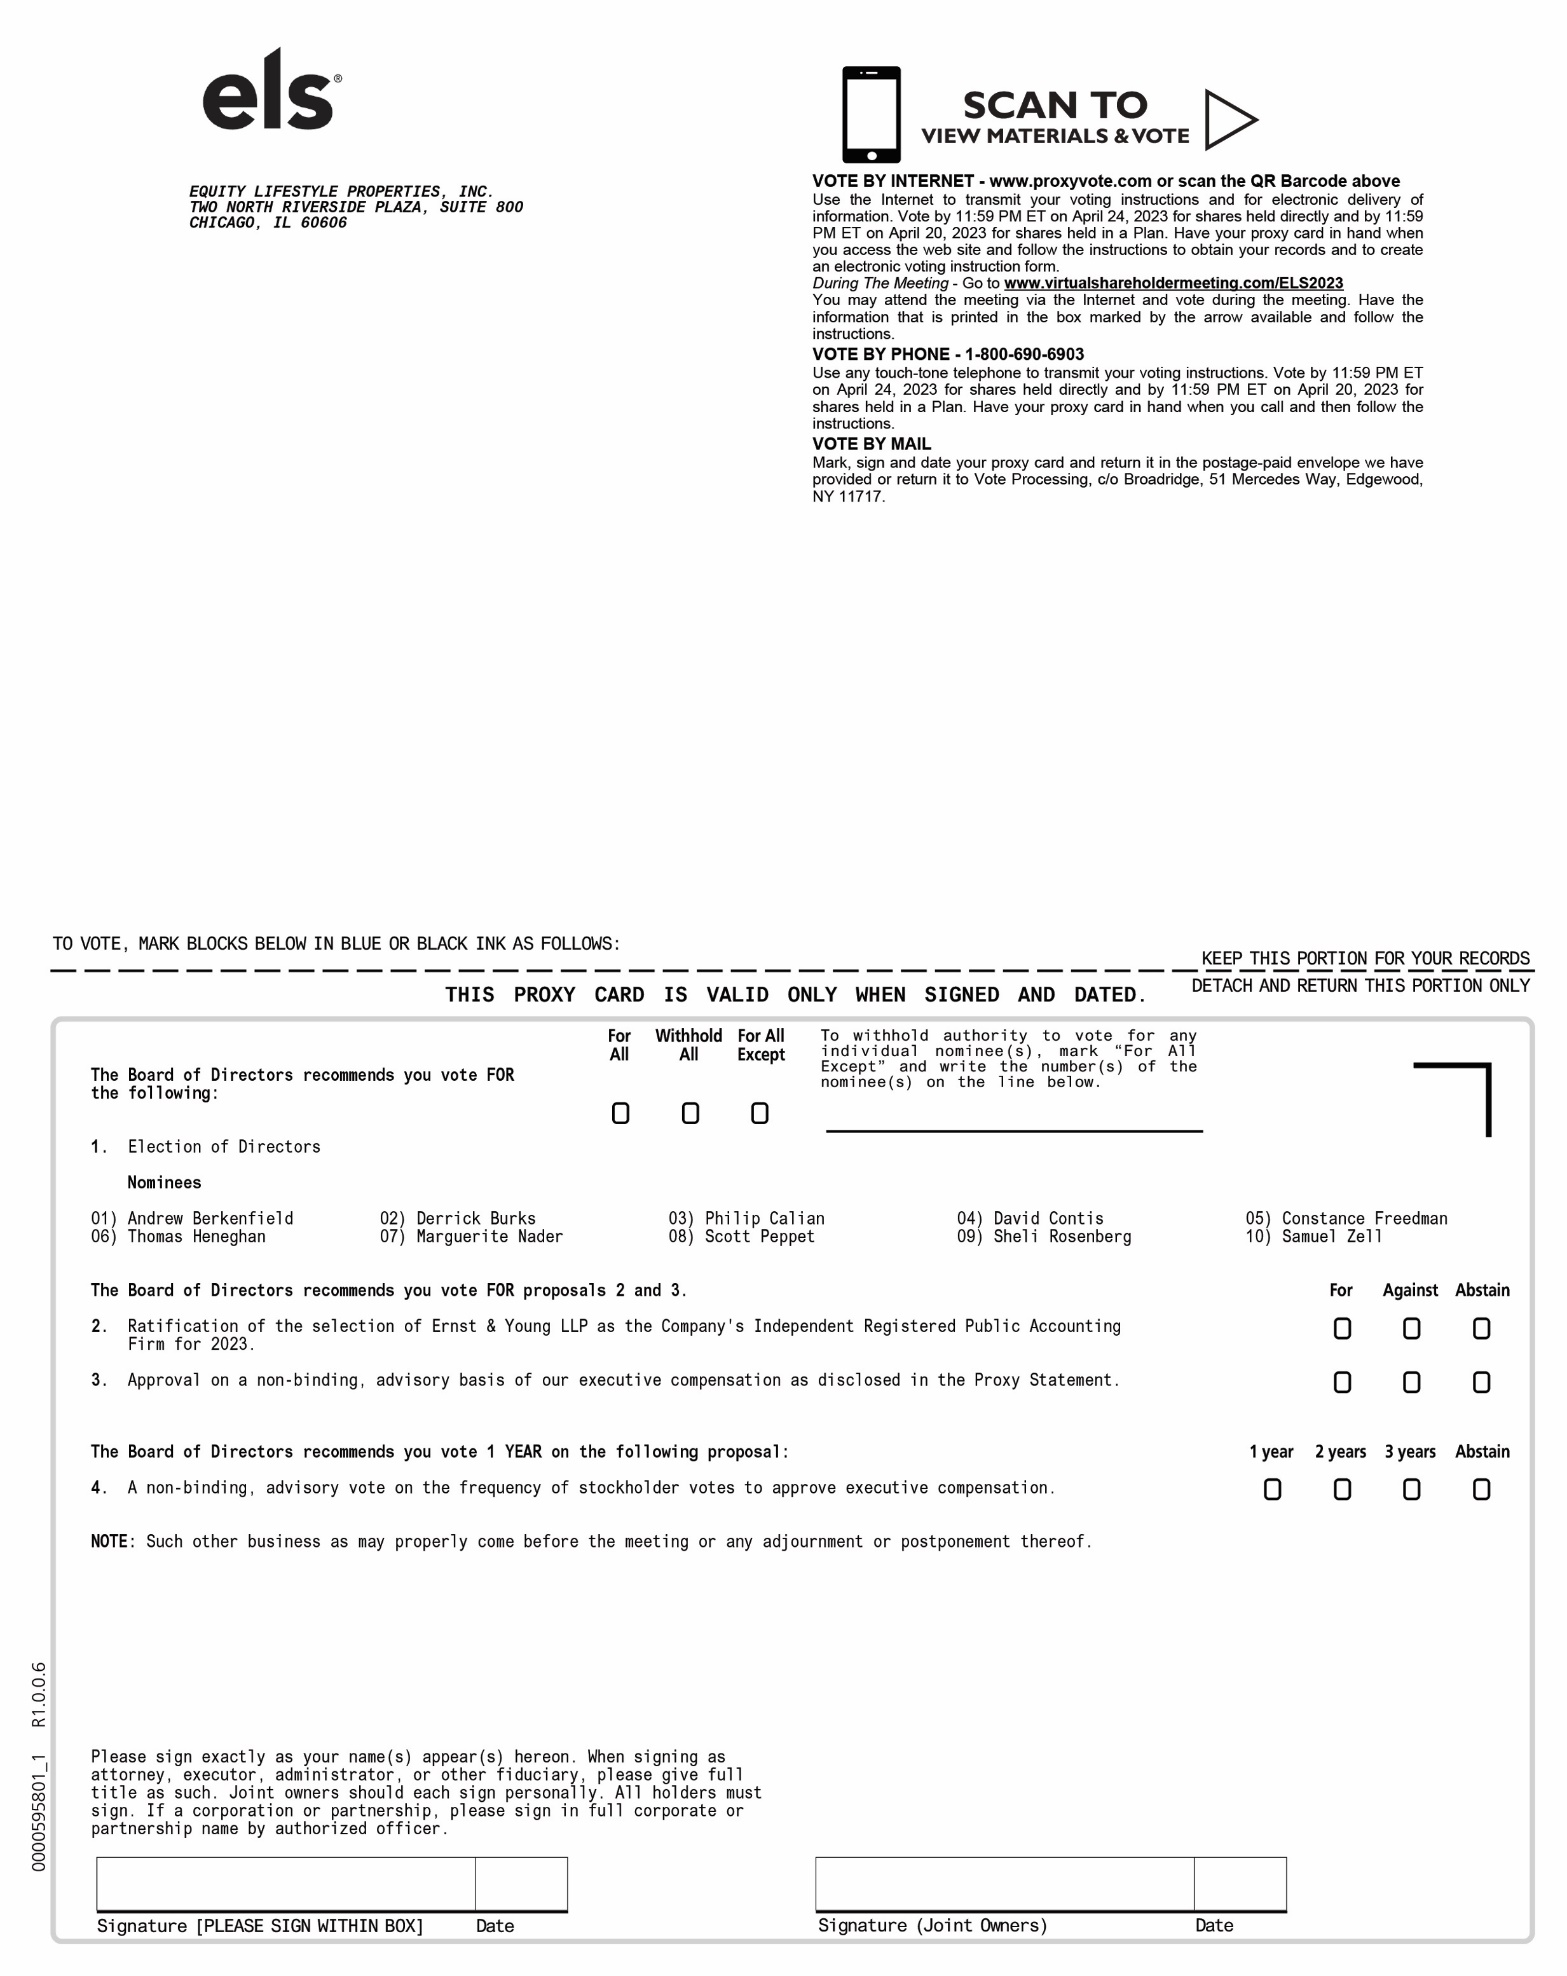 els®
EQUITY LIFESTYLE PROPERTIES, INC.
TWO NORTH RIVERSIDE PLAZA, SUITE 800
CHICAGO, IL 60606
SCAN TO
VIEW MATERIALS & VOTE
VOTE BY INTERNET - www.proxyvote.com or scan the QR Barcode above
Use the Internet to transmit your voting instructions and for electronic delivery of
information. Vote by 11:59 PM ET on April 24, 2023 for shares held directly and by 11:59
PM ET on April 20, 2023 for shares held in a Plan. Have your proxy card in hand when
you access the web site and follow the instructions to obtain your records and to create
an electronic voting instruction form.
During The Meeting - Go to www.virtualshareholdermeeting.com/ELS2023
You may attend the meeting via the Internet and vote during the meeting. Have the
information that is printed in the box marked by the arrow available and follow the
instructions.
VOTE BY PHONE - 1-800-690-6903
Use any touch-tone telephone to transmit your voting instructions. Vote by 11:59 PM ET
on April 24, 2023 for shares held directly and by 11:59 PM ET on April 20, 2023 for
shares held in a Plan. Have your proxy card in hand when you call and then follow the
instructions.
VOTE BY MAIL
Mark, sign and date your proxy card and return it in the postage-paid envelope we have
provided or return it to Vote Processing, c/o Broadridge, 51 Mercedes Way, Edgewood,
NY 11717.
TO VOTE, MARK BLOCKS BELOW IN BLUE OR BLACK INK AS FOLLOWS:
KEEP THIS PORTION FOR YOUR RECORDS
DETACH AND RETURN THIS PORTION ONLY
THIS PROXY CARD IS VALID ONLY WHEN SIGNED AND DATED.
For All Withhold All For All Except
To withhold authority to vote for any
individual nominee(s), mark “For All
Except” and write the number(s) of the
nominee(s) on the line below.
The Board of Directors recommends you vote FOR
the following:
1. Election of Directors
Nominees
01) Andrew Berkenfield 02) Derrick Burks 03) Philip Calian 04) David Contis 05) Constance Freedman
06) Thomas Heneghan 07) Marguerite Nader 08) Scott Peppet 09) Sheli Rosenberg 10) Samuel Zell
The Board of Directors recommends you vote FOR proposals 2 and 3. For Against Abstain
2. Ratification of the selection of Ernst & Young LLP as the Company's Independent Registered Public Accounting
Firm for 2023.
3. Approval on a non-binding, advisory basis of our executive compensation as disclosed in the Proxy Statement.
The Board of Directors recommends you vote 1 YEAR on the following proposal: 1 year 2 years 3 years Abstain
4. A non-binding, advisory vote on the frequency of stockholder votes to approve executive compensation.
NOTE: Such other business as may properly come before the meeting or any adjournment or postponement thereof.
Please sign exactly as your name(s) appear(s) hereon. When signing as
attorney, executor, administrator, or other fiduciary, please give full
title as such. Joint owners should each sign personally. All holders must
sign. If a corporation or partnership, please sign in full corporate or
partnership name by authorized officer.
Signature [PLEASE SIGN WITHIN BOX] Date Signature (Joint Owners) Date
0000595801_1 R1.0.0.6